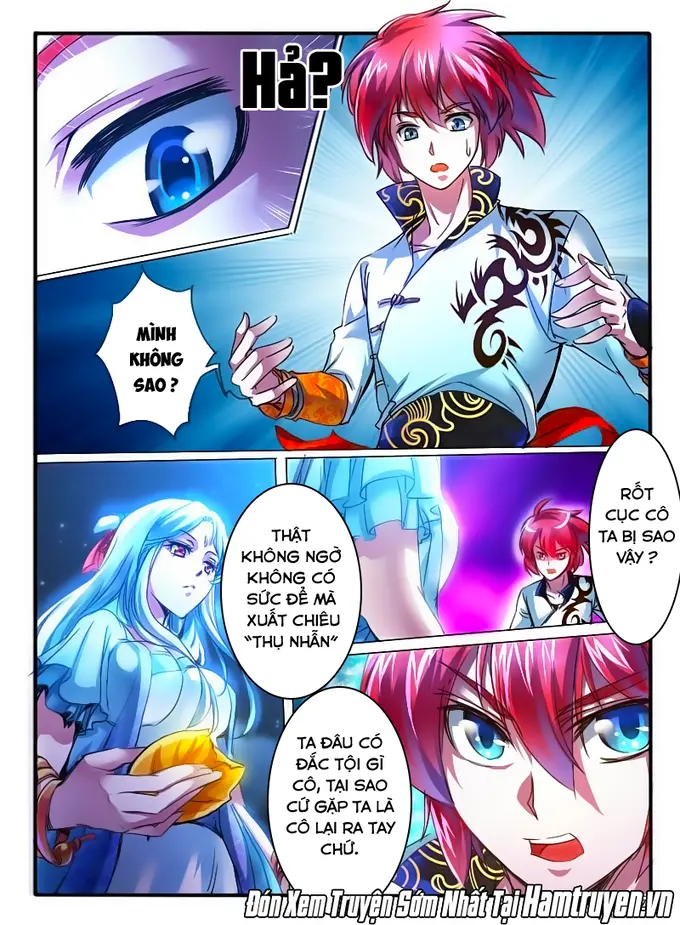 Hả?
MÌNH
KHÔNG
SAO ?
RỐT
CỤC CÔ
TA BỊ SAO
VẬY ?
THẬT
KHÔNG NGỜ
KHÔNG CÓ
SỨC ĐỂ MÀ
XUẤT CHIÊU
"THỤ NHẪN"
TA ĐÂU CÓ
ĐẮC TỘI GÌ
CÔ, TẠI SAO
CỨ GẶP TA LÀ
CÔ LẠI RA TAY
CHỨ.
Đón Xem Truyện Sớm Nhất Tại Hamtruyen.vn